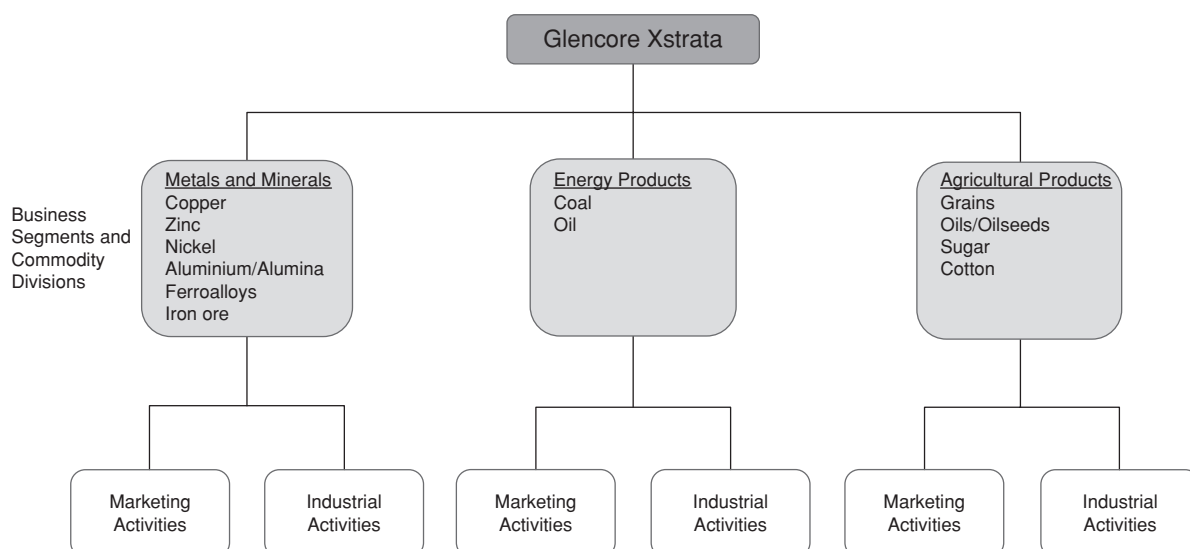 Glencore Xstrata
Business
Segments and
Commodity
Divisions
Metals and Minerals
Copper
Zinc
Nickel
Aluminium/Alumina
Ferroalloys
Iron ore
Energy Products
Coal
Oil
Agricultural Products
Grains
Oils/Oilseeds
Sugar
Cotton
Marketing
Activities
Industrial
Activities
Marketing
Activities
Industrial
Activities
Marketing
Activities
Industrial
Activities